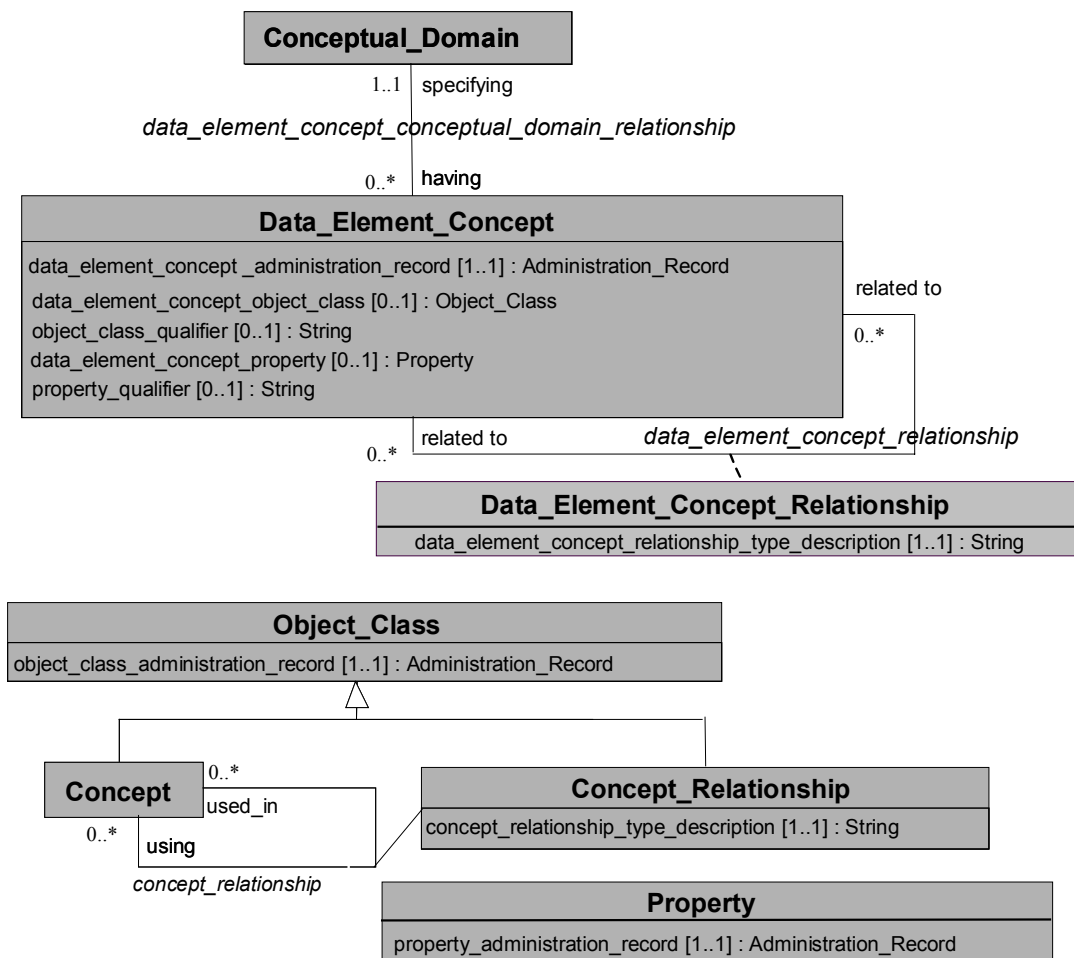 Conceptual_Domain
1..1 specifying
data_element_concept_conceptual_domain_relationship
0..* having
Data_Element_Concept
data_element_concept _administration_record [1..1] : Administration_Record
data_element_concept_object_class [0..1] : Object_Class
object_class_qualifier [0..1] : String
data_element_concept_property [0..1] : Property
property_qualifier [0..1] : String
related to
0..*
related to
0..*
data_element_concept_relationship
Data_Element_Concept_Relationship
data_element_concept_relationship_type_description [1..1] : String
Object_Class
object_class_administration_record [1..1] : Administration_Record
Concept
0..*
used_in
0..*
using
concept_relationship
Concept_Relationship
concept_relationship_type_description [1..1] : String
Property
property_administration_record [1..1] : Administration_Record